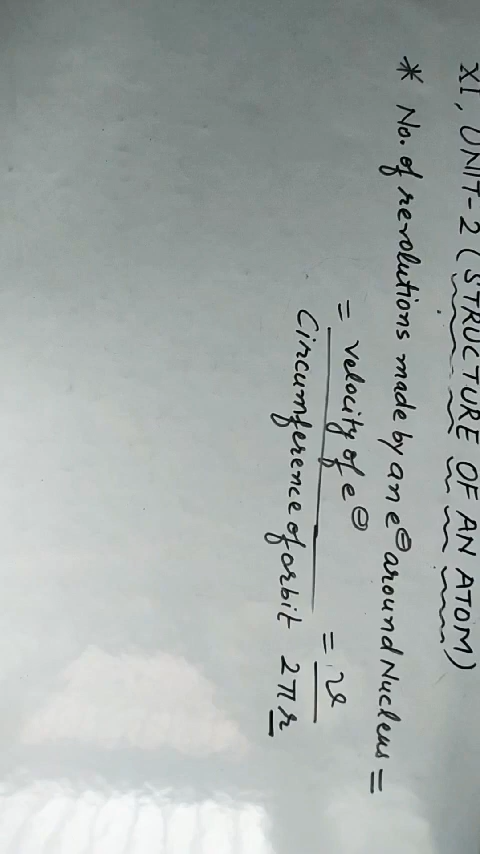 XI, UNIT-2 (STRUCTURE OF AN ATOM)
* No. of revolutions made by an e⊖ around Nucleus =
= velocity of e⊖ / Circumference of orbit = v / 2πr